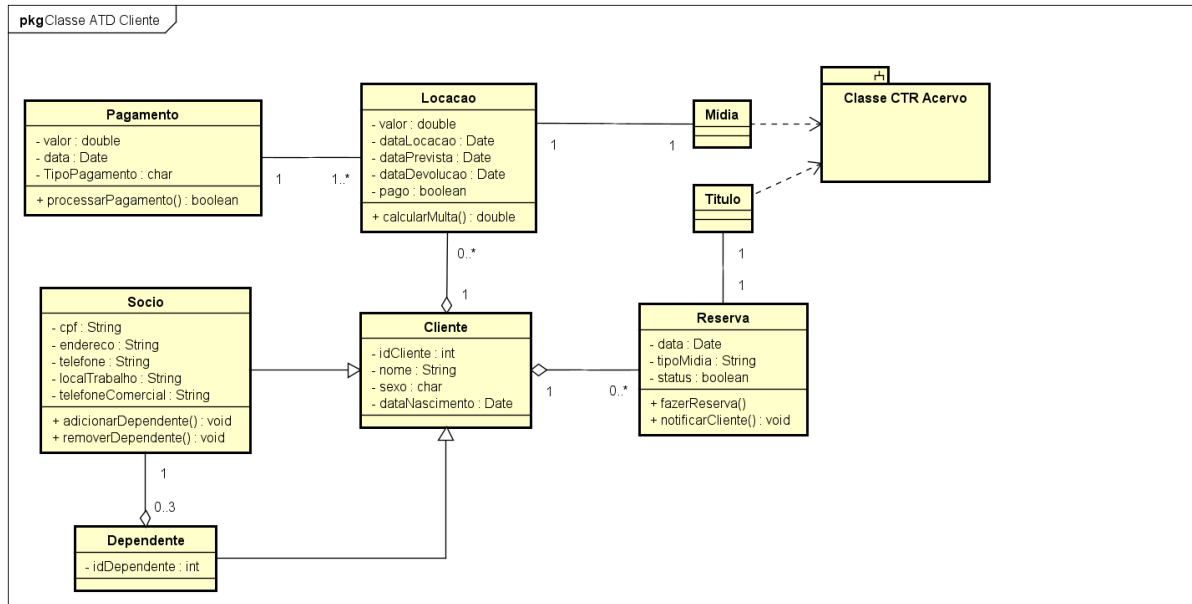 pkg Classe ATD Cliente
Pagamento
- valor : double
- data : Date
- TipoPagamento : char
+ processarPagamento() : boolean
1
1..*
Locacao
- valor : double
- dataLocacao : Date
- dataPrevista : Date
- dataDevolucao : Date
- pago : boolean
+ calcularMulta() : double
1
1
Midia
Classe CTR Acervo
Titulo
1
1
0..*
1
Socio
- cpf : String
- endereco : String
- telefone : String
- localTrabalho : String
- telefoneComercial : String
+ adicionarDependente() : void
+ removerDependente() : void
Cliente
- idCliente : int
- nome : String
- sexo : char
- dataNascimento : Date
1
0..*
Reserva
- data : Date
- tipoMidia : String
- status : boolean
+ fazerReserva()
+ notificarCliente() : void
1
0..3
Dependente
- idDependente : int